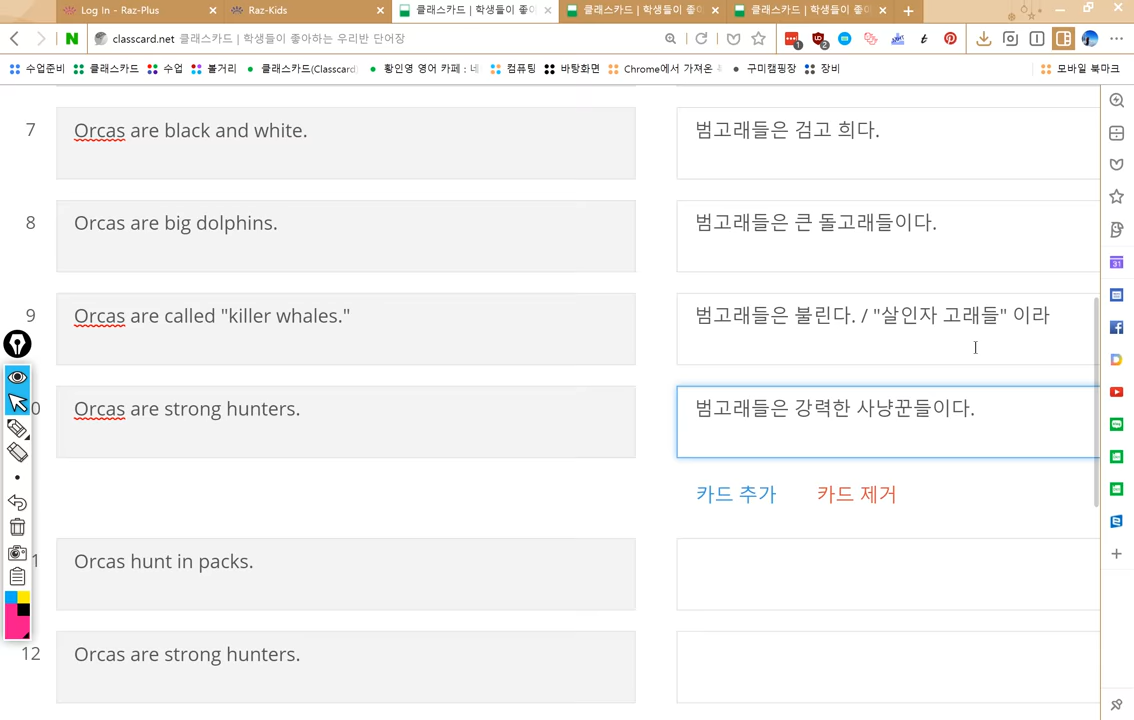 Log In - Raz-Plus
Raz-Kids
클래스카드 | 학생들이 좋아
클래스카드 | 학생들이 좋아
클래스카드 | 학생들이 좋아
N classcard.net 클래스카드 | 학생들이 좋아하는 우리반 단어장
수업준비 클래스카드 수업 볼거리 클래스카드(Classcard 황인영 영어 카페 : 네 컴퓨팅 바탕화면 Chrome에서 가져온 구미캠핑장 장비 모바일 북마크
7 Orcas are black and white. 범고래들은 검고 희다.
8 Orcas are big dolphins. 범고래들은 큰 돌고래들이다.
9 Orcas are called "killer whales." 범고래들은 불린다. / "살인자 고래들" 이라
0 Orcas are strong hunters. 범고래들은 강력한 사냥꾼들이다.
카드 추가 카드 제거
1 Orcas hunt in packs.
12 Orcas are strong hunters.